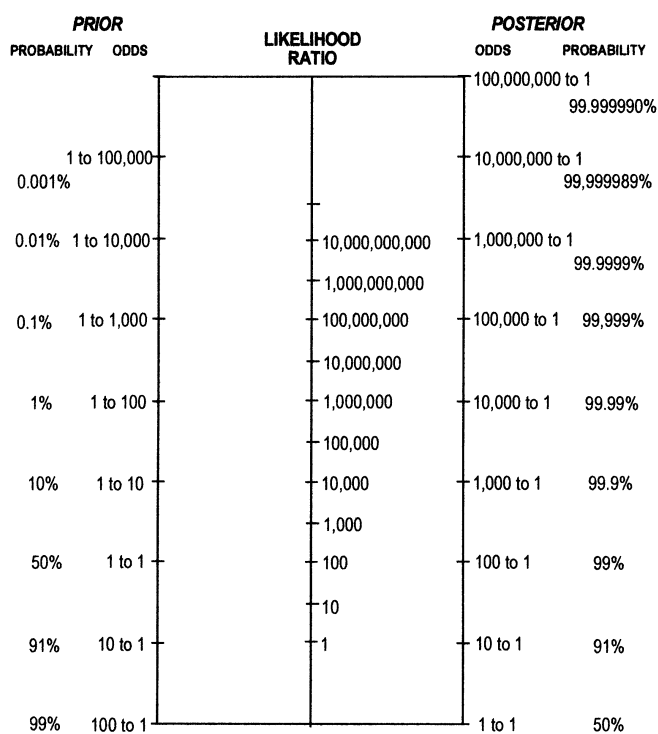 PRIOR
PROBABILITY ODDS
LIKELIHOOD
RATIO
POSTERIOR
ODDS PROBABILITY
100,000,000 to 1
99.999990%
1 to 100,000
0.001%
10,000,000 to 1
99,999989%
0.01% 1 to 10,000
10,000,000,000
1,000,000 to 1
99.9999%
1,000,000,000
0.1% 1 to 1,000
100,000,000
100,000 to 1
99,999%
10,000,000
1% 1 to 100
1,000,000
10,000 to 1
99.99%
100,000
10% 1 to 10
10,000
1,000 to 1
99.9%
1,000
50% 1 to 1
100
100 to 1
99%
10
91% 10 to 1
1
10 to 1
91%
99% 100 to 1
1 to 1
50%